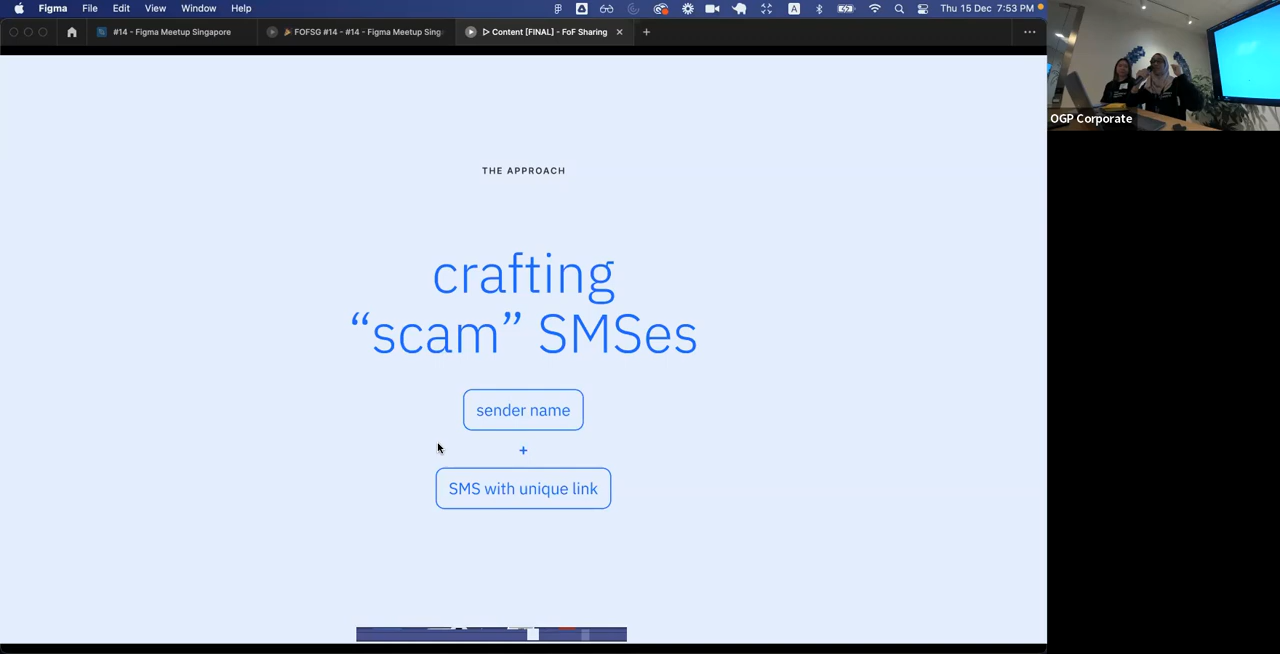 Figma File Edit View Window Help
A
Thu 15 Dec 7:53 PM
#14 - Figma Meetup Singapore
FOFSG #14 - #14 - Figma Meetup Sing
Content [FINAL] - FoF Sharing
OGP Corporate
THE APPROACH
crafting
“scam” SMSes
sender name
+
SMS with unique link